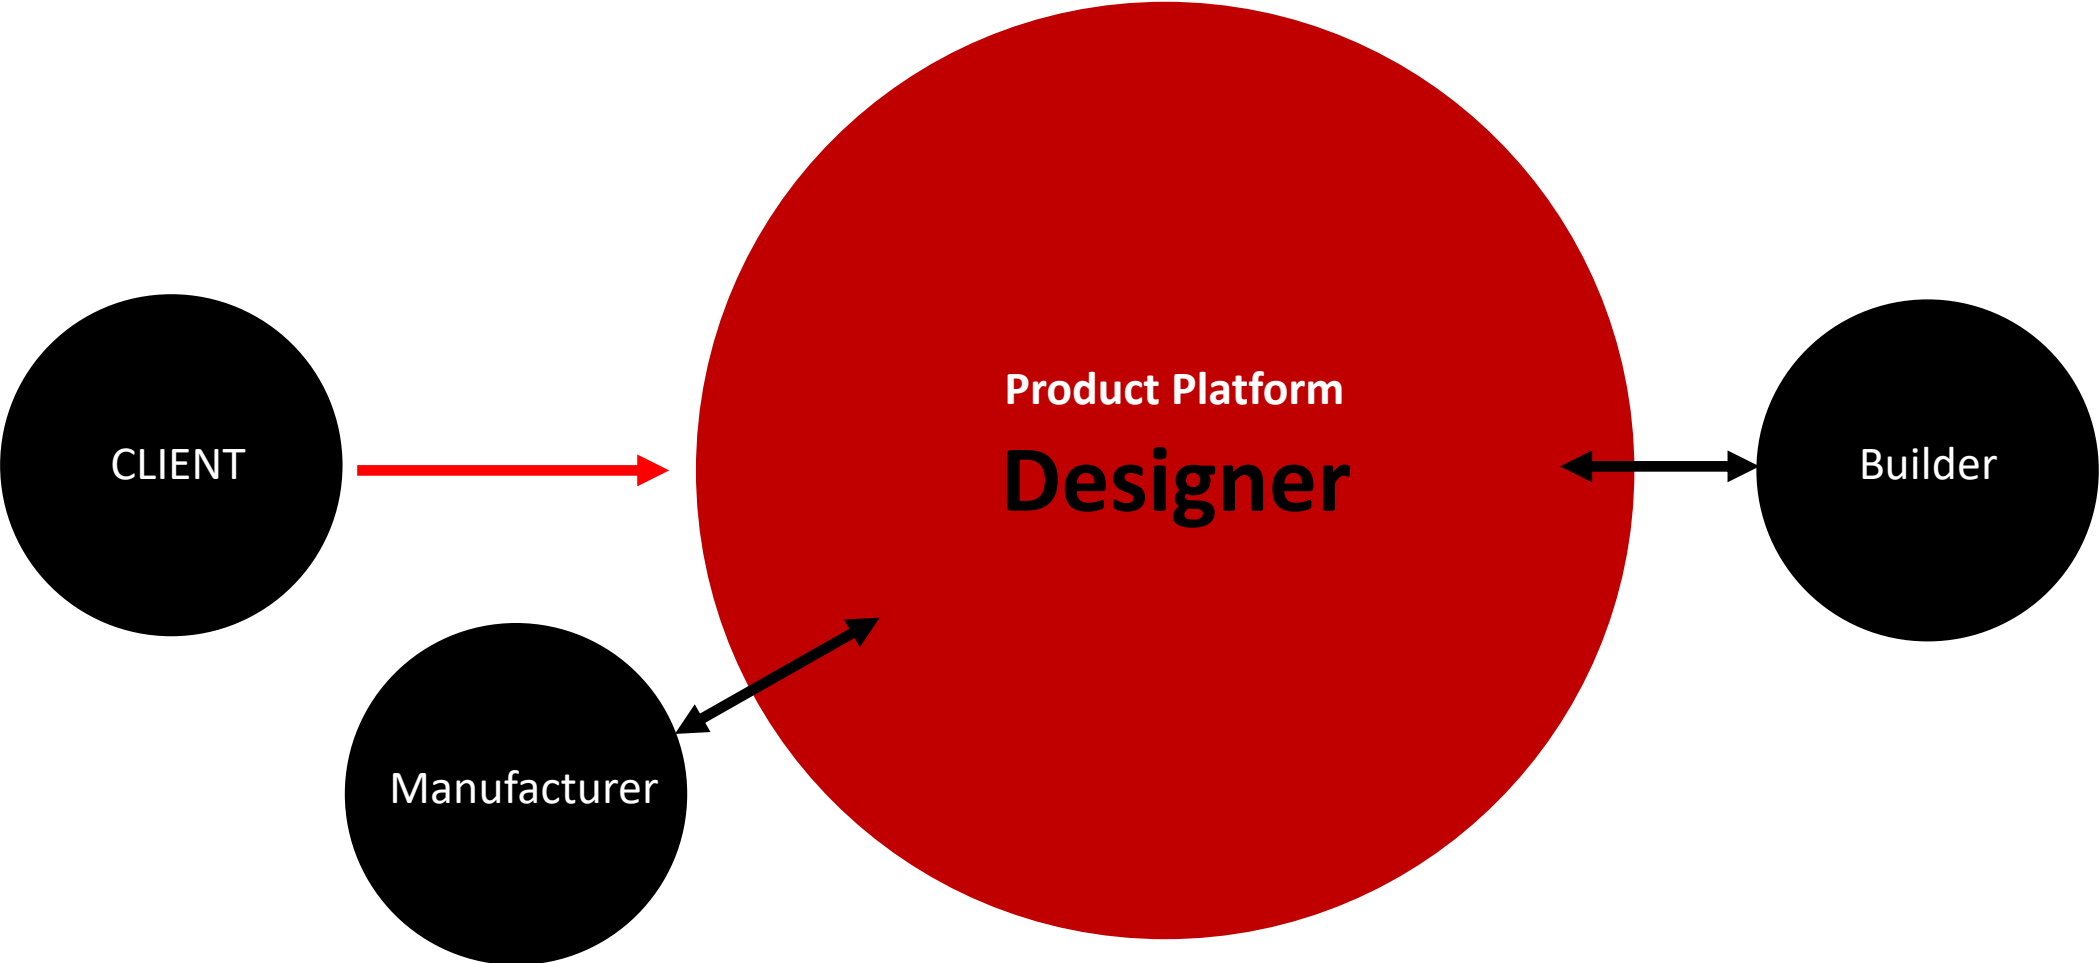 Product Platform
Designer
CLIENT
Builder
Manufacturer